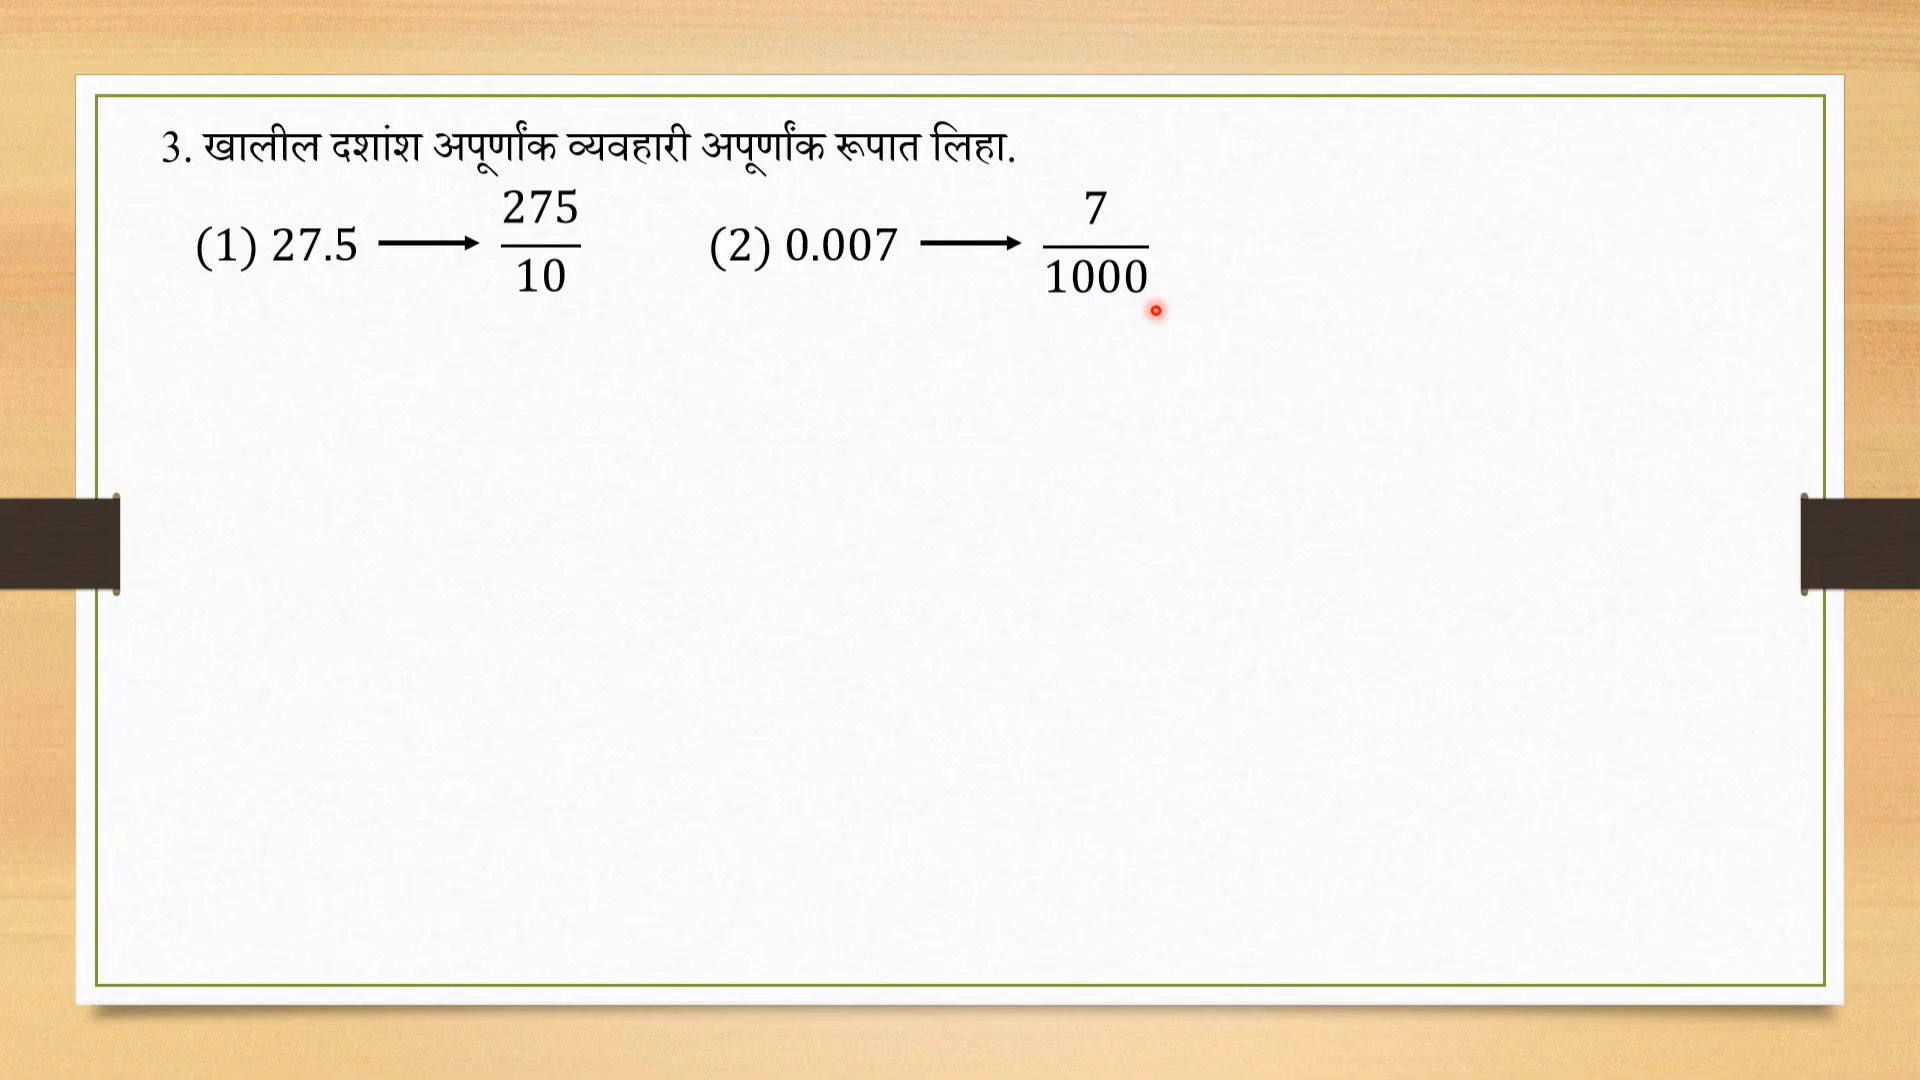 3. खालील दशांश अपूर्णांक व्यवहारी अपूर्णांक रूपात लिहा.
(1) 27.5 ⟶ 275/10 (2) 0.007 ⟶ 7/1000